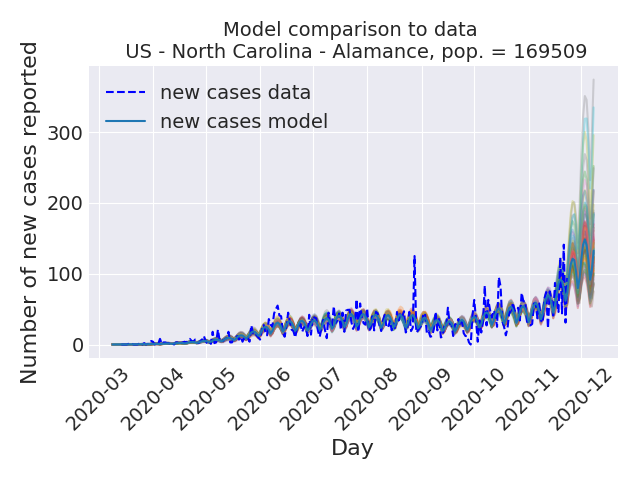 Model comparison to data
US - North Carolina - Alamance, pop. = 169509
new cases data
new cases model
Number of new cases reported
300
200
100
0
2020-03
2020-04
2020-05
2020-06
2020-07
2020-08
2020-09
2020-10
2020-11
2020-12
Day